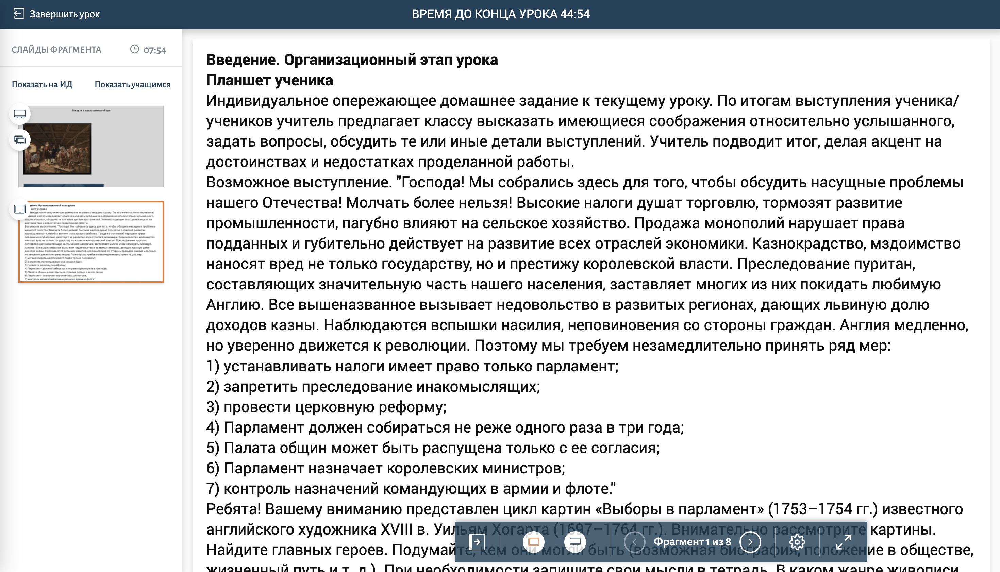 Завершить урок
ВРЕМЯ ДО КОНЦА УРОКА 44:54
СЛАЙДЫ ФРАГМЕНТА 07:54
Показать на ИД Показать учащимся
На пути к индустриальной эре
Введение. Организационный этап урока
Планшет ученика
Индивидуальное опережающее домашнее задание к текущему уроку. По итогам выступления ученика/
учеников учитель предлагает классу высказать имеющиеся соображения относительно услышанного,
задать вопросы, обсудить те или иные детали выступлений. Учитель подводит итог, делая акцент на
достоинствах и недостатках проделанной работы.
Возможное выступление. "Господа! Мы собрались здесь для того, чтобы обсудить насущные проблемы
нашего Отечества! Молчать более нельзя! Высокие налоги душат торговлю, тормозят развитие
промышленности, пагубно влияют на сельское хозяйство. Продажа монополий нарушает права
подданных и губительно действует на развитие всех отраслей экономики. Казнокрадство, мздоимство
наносят вред не только государству, но и престижу королевской власти. Преследование пуритан,
составляющих значительную часть нашего населения, заставляет многих из них покидать любимую
Англию. Все вышеназванное вызывает недовольство в развитых регионах, дающих львиную долю
доходов казны. Наблюдаются вспышки насилия, неповиновения со стороны граждан. Англия медленно,
но уверенно движется к революции. Поэтому мы требуем незамедлительно принять ряд мер:
1) устанавливать налоги имеет право только парламент;
2) запретить преследование инакомыслящих;
3) провести церковную реформу;
4) Парламент должен собираться не реже одного раза в три года;
5) Палата общин может быть распущена только с ее согласия;
6) Парламент назначает королевских министров;
7) контроль назначений командующих в армии и флоте."
Ребята! Вашему вниманию представлен цикл картин «Выборы в парламент» (1753–1754 гг.) известного
английского художника XVIII в. Уильям Хогарта (1697–1764 гг.). Внимательно рассмотрите картины.
Найдите главных героев. Подумайте, кем они могли быть (возможная биография, положение в обществе,
жизненный путь и т. д.). При необходимости запишите свои мысли в тетрадь. В каком жанре живописи
Фрагмент 1 из 8